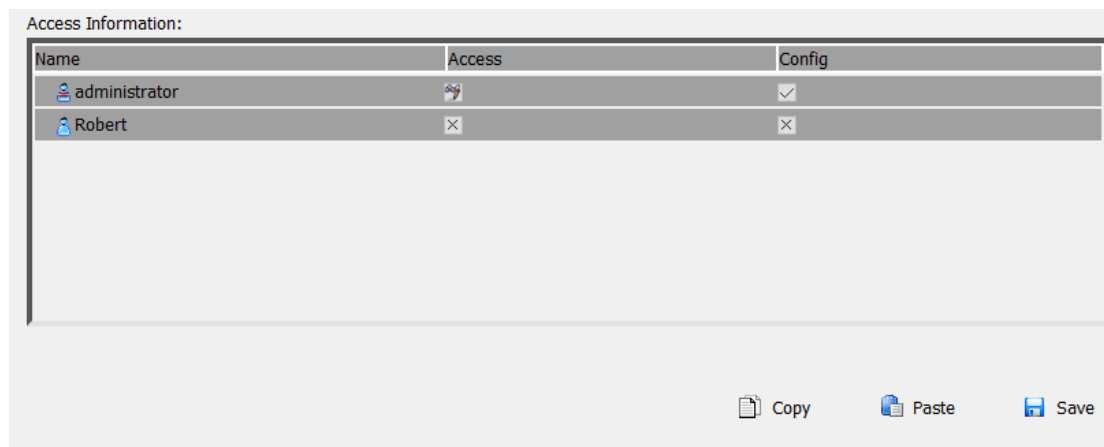 Access Information:
Name Access Config
administrator
Robert
Copy Paste Save